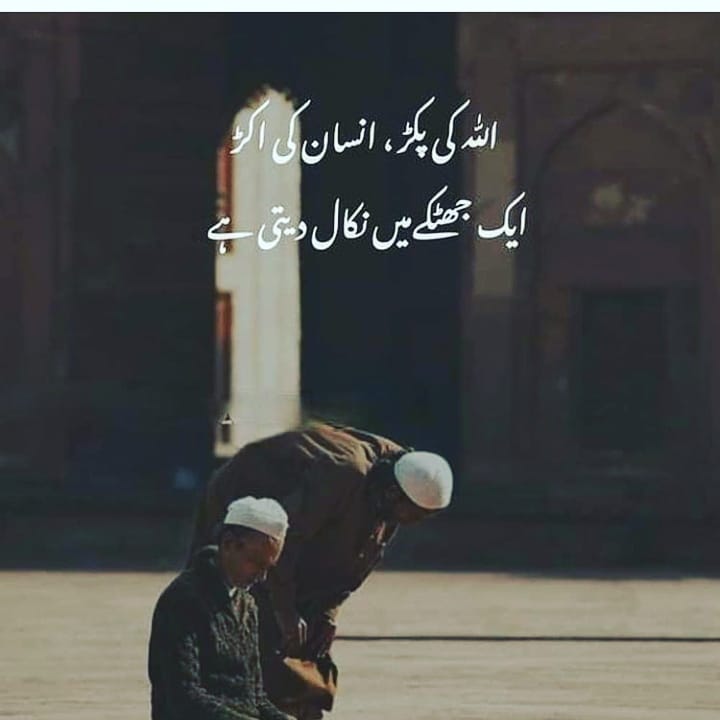 اللہ کی پکڑ، انسان کی اکڑ
ایک جھٹکے میں نکال دیتی ہے